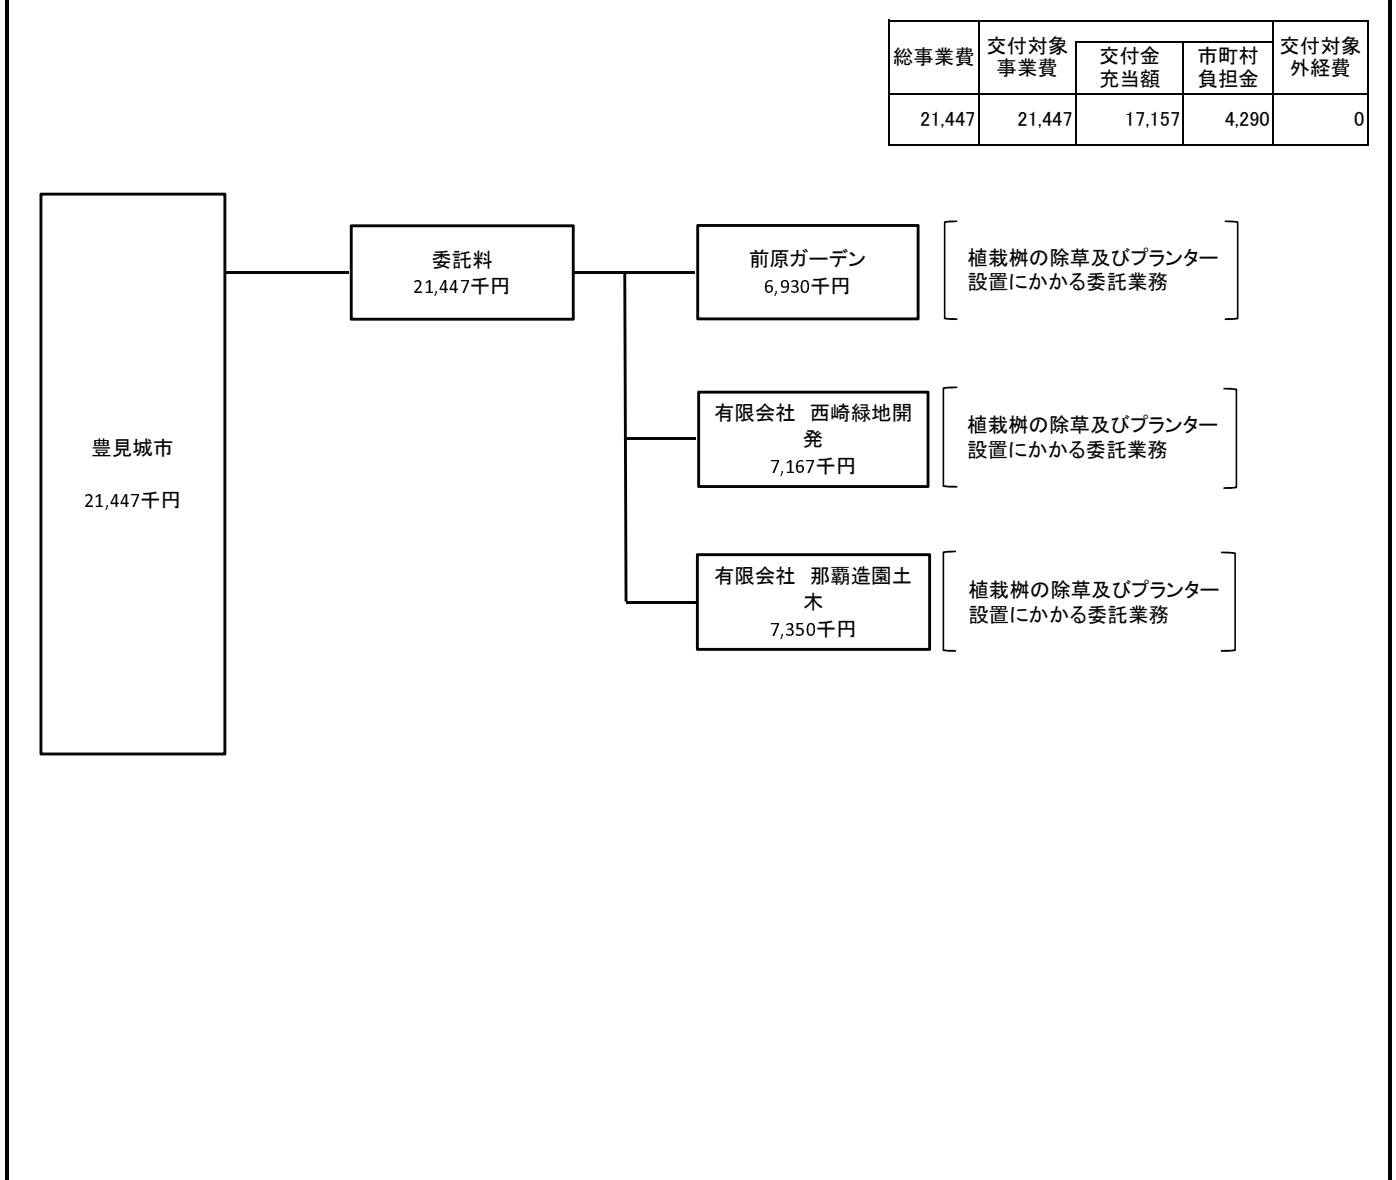 総事業費
交付対象
事業費
交付金
充当額
市町村
負担金
交付対象
外経費
21,447
21,447
17,157
4,290
0
豊見城市
21,447千円
委託料
21,447千円
前原ガーデン
6,930千円
植栽桝の除草及びプランター
設置にかかる委託業務
有限会社　西崎緑地開
発
7,167千円
植栽桝の除草及びプランター
設置にかかる委託業務
有限会社　那覇造園土
木
7,350千円
植栽桝の除草及びプランター
設置にかかる委託業務